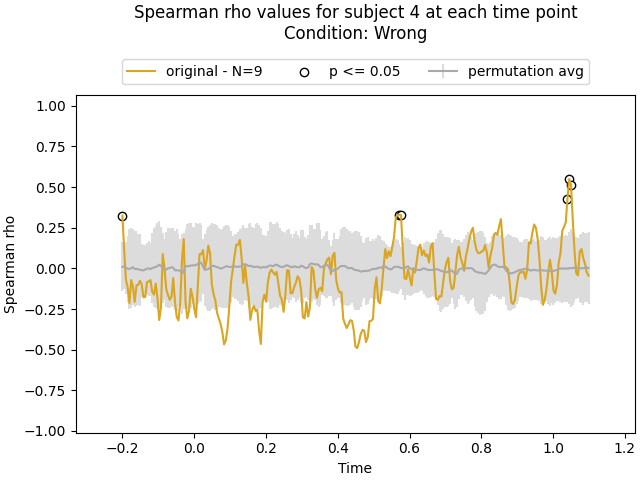 Spearman rho values for subject 4 at each time point
Condition: Wrong
original - N=9 p <= 0.05 permutation avg
1.00
0.75
0.50
0.25
0.00
−0.25
−0.50
−0.75
−1.00
Spearman rho
−0.2 0.0 0.2 0.4 0.6 0.8 1.0 1.2
Time